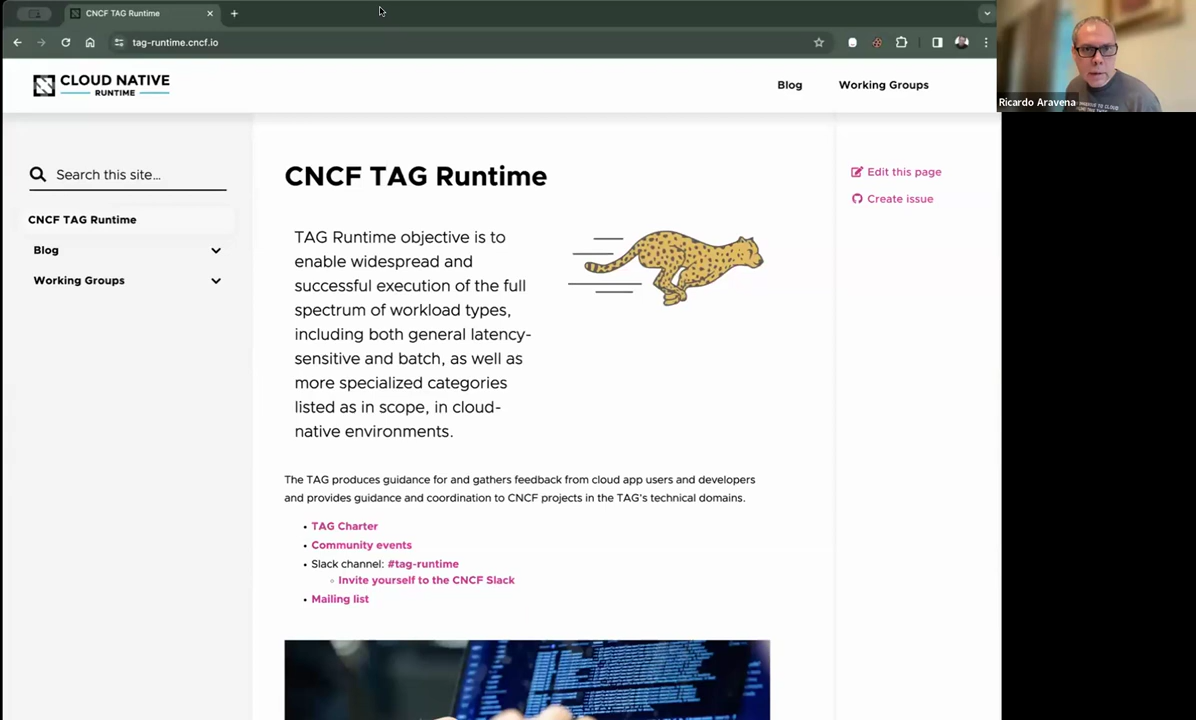 CNCF TAG Runtime
tag-runtime.cncf.io
Ricardo Aravena
CLOUD NATIVE
RUNTIME
Blog
Working Groups
Search this site…
CNCF TAG Runtime
Blog
Working Groups
CNCF TAG Runtime
TAG Runtime objective is to
enable widespread and
successful execution of the full
spectrum of workload types,
including both general latency-
sensitive and batch, as well as
more specialized categories
listed as in scope, in cloud-
native environments.
The TAG produces guidance for and gathers feedback from cloud app users and developers
and provides guidance and coordination to CNCF projects in the TAG's technical domains.
• TAG Charter
• Community events
• Slack channel: #tag-runtime
◦ Invite yourself to the CNCF Slack
• Mailing list
Edit this page
Create issue